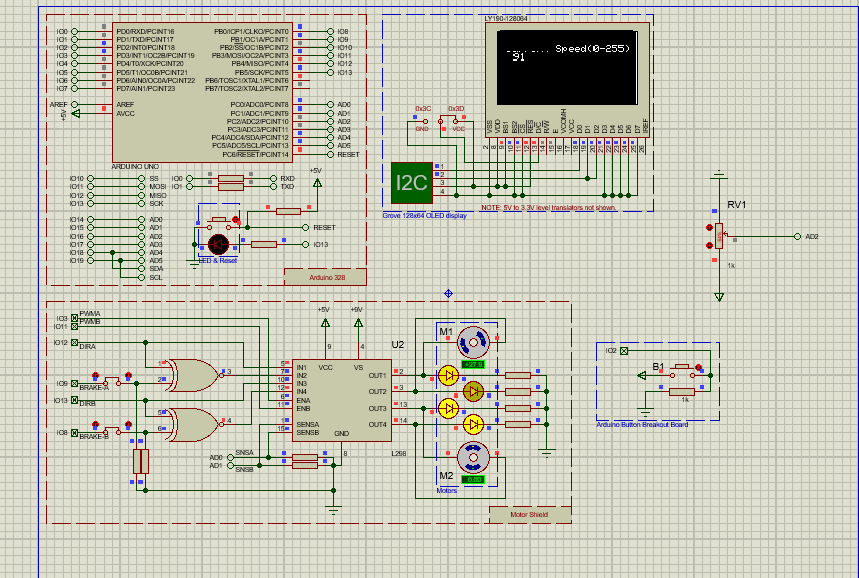 LY190-128064
Speed(0-255)
91
IO0
IO1
IO2
IO3
IO4
IO5
IO6
IO7
PD0/RXD/PCINT16
PD1/TXD/PCINT17
PD2/INT0/PCINT18
PD3/INT1/OC2B/PCINT19
PD4/T0/XCK/PCINT20
PD5/T1/OC0B/PCINT21
PD6/AIN0/OC0A/PCINT22
PD7/AIN1/PCINT23
PB0/ICP1/CLKO/PCINT0
PB1/OC1A/PCINT1
PB2/SS/OC1B/PCINT2
PB3/MOSI/OC2A/PCINT3
PB4/MISO/PCINT4
PB5/SCK/PCINT5
PB6/TOSC1/XTAL1/PCINT6
PB7/TOSC2/XTAL2/PCINT7
IO8
IO9
IO10
IO11
IO12
IO13
AREF
+5V
AREF
AVCC
PC0/ADC0/PCINT8
PC1/ADC1/PCINT9
PC2/ADC2/PCINT10
PC3/ADC3/PCINT11
PC4/ADC4/SDA/PCINT12
PC5/ADC5/SCL/PCINT13
PC6/RESET/PCINT14
AD0
AD1
AD2
AD3
AD4
AD5
RESET
ARDUINO UNO
IO10 SS
IO11 MOSI
IO12 MISO
IO13 SCK
IO14 AD0
IO15 AD1
IO16 AD2
IO17 AD3
IO18 AD4
IO19 AD5
SDA
SCL
IO0 RXD
IO1 TXD
+5V
RESET
IO13
LED & Reset
Arduino 328
0x3C 0x3D
GND VCC
VSS
VDD
BS1
BS2
CS
RES
D/C
R/W
E
VCOMH
VCC
D0
D1
D2
D3
D4
D5
D6
D7
IREF
I2C
1
2
3
4
NOTE: 5V to 3.3V level translators not shown.
Grove 128x64 OLED display
RV1
AD2
1k
IO3 PWMA
IO11 PWMB
IO12 DIRA
IO9 BRAKE-A
IO13 DIRB
IO8 BRAKE-B
1
2
3
5
6
4
+5V
+9V
U2
9
4
VCC VS
5 IN1
7 IN2
10 IN3
12 IN4
6 ENA
11 ENB
1 SENSA
15 SENSB
OUT1 2
OUT2 3
OUT3 13
OUT4 14
GND
8
L298
AD0 SNSA
AD1 SNSB
M1
M2
0.00
Motors
Motor Shield
IO2
B1
1k
Arduino Button Breakout Board